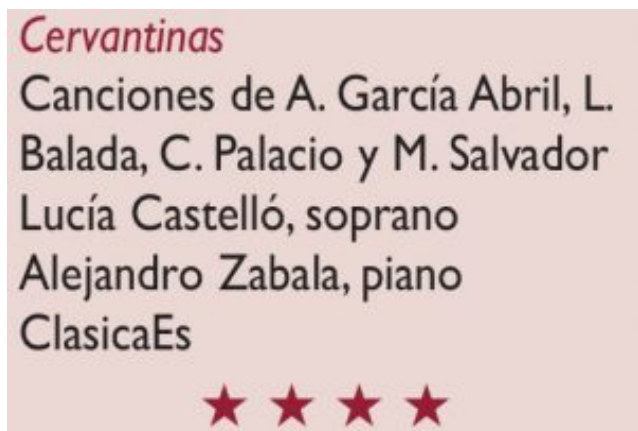 Cervantinas
Canciones de A. García Abril, L.
Balada, C. Palacio y M. Salvador
Lucía Castelló, soprano
Alejandro Zabala, piano
ClasicaEs
★ ★ ★ ★